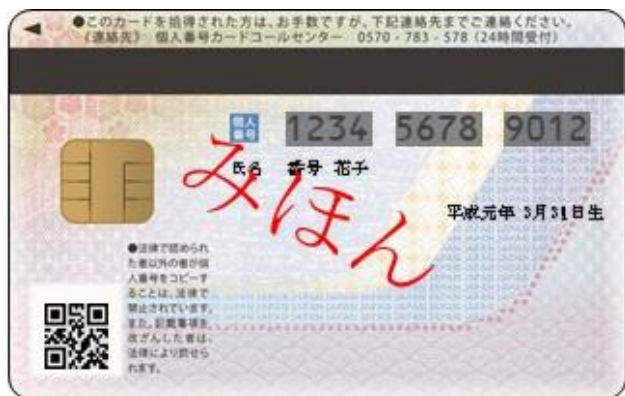 ●このカードを拾得された方は、お手数ですが、下記連絡先までご連絡ください。
《連絡先》 個人番号カードコールセンター 0570-783-578（24時間受付）
個人番号 1234 5678 9012
氏名 番号 花子
平成元年 3月31日生
みほん
●法律で認められ
た者以外の者が個
人番号をコピーす
ることは、法律で
禁止されています。
また、記載事項を
改ざんした者は、
法律により罰せら
れます。